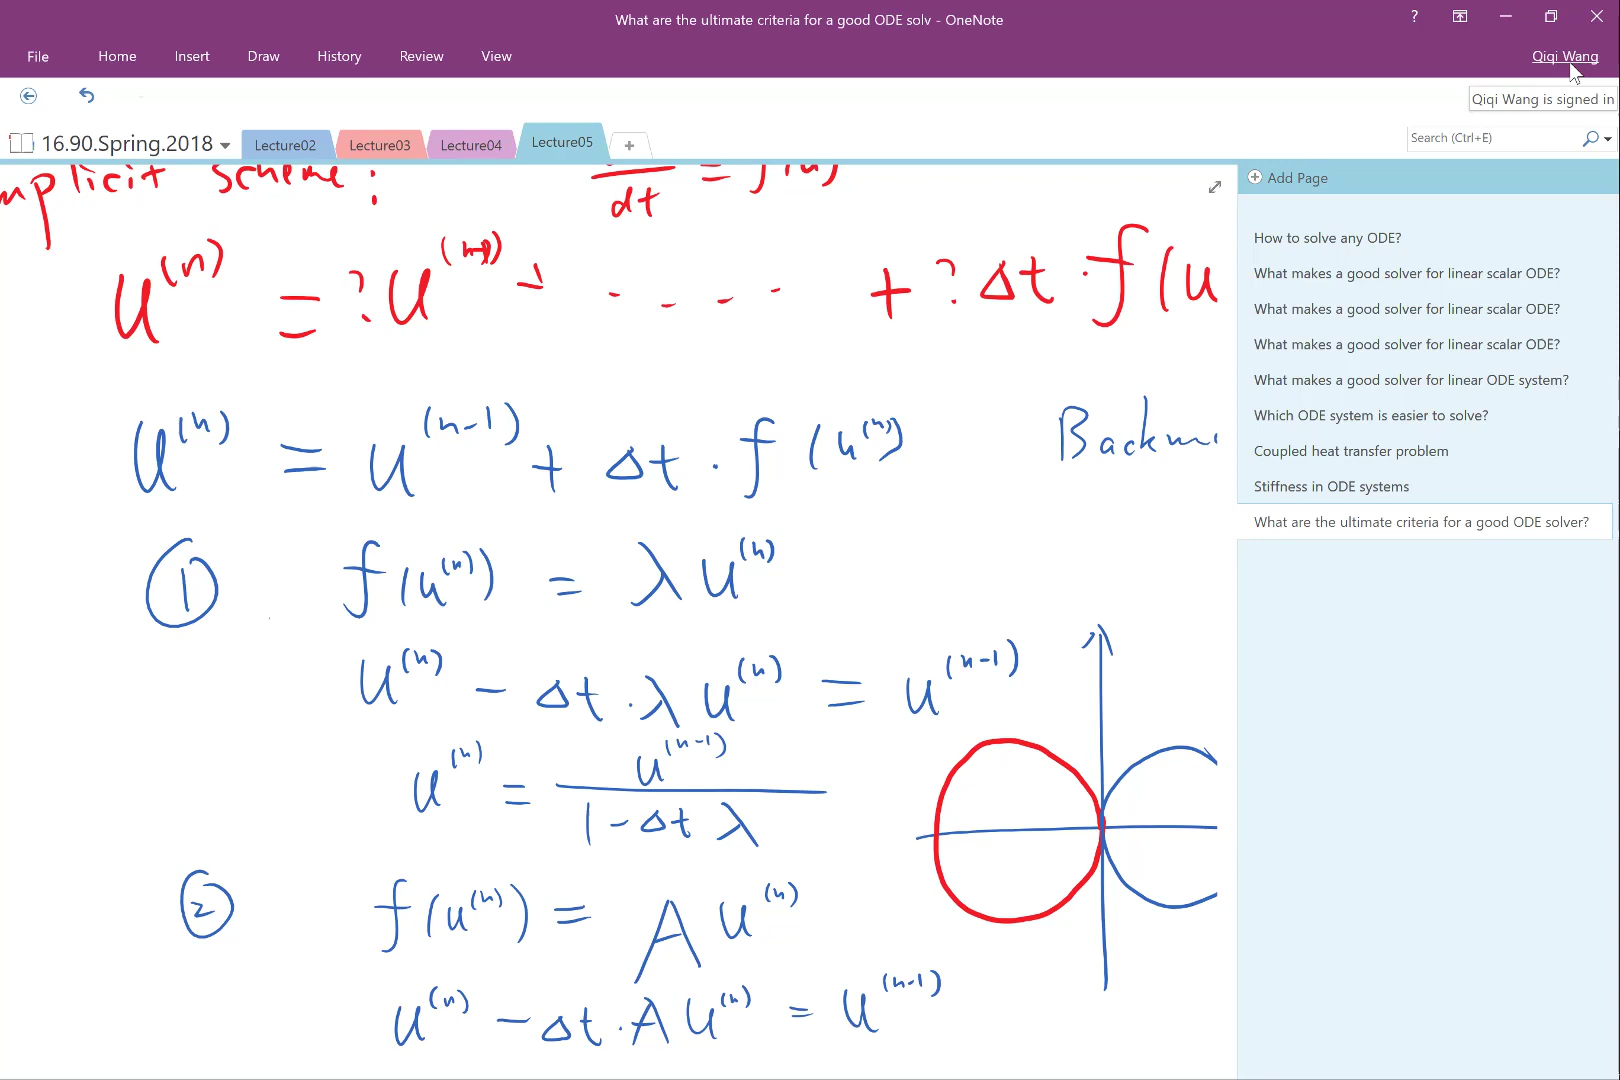 What are the ultimate criteria for a good ODE solv - OneNote
?
File Home Insert Draw History Review View
Qiqi Wang
Qiqi Wang is signed in
16.90.Spring.2018 Lecture02 Lecture03 Lecture04 Lecture05 +
Search (Ctrl+E)
Add Page
How to solve any ODE?
What makes a good solver for linear scalar ODE?
What makes a good solver for linear scalar ODE?
What makes a good solver for linear scalar ODE?
What makes a good solver for linear ODE system?
Which ODE system is easier to solve?
Coupled heat transfer problem
Stiffness in ODE systems
What are the ultimate criteria for a good ODE solver?
mplicit scheme: /dt = f(u)
u^(n) = ? u^(n-1) + . . . . . + ? Δt · f(u
u^(n) = u^(n-1) + Δt · f(u^(n)) Backw
① f(u^(n)) = λ u^(n)
u^(n) - Δt · λ u^(n) = u^(n-1)
u^(n) = u^(n-1) / 1 - Δt λ
② f(u^(n)) = A u^(n)
u^(n) - Δt · A u^(n) = u^(n-1)